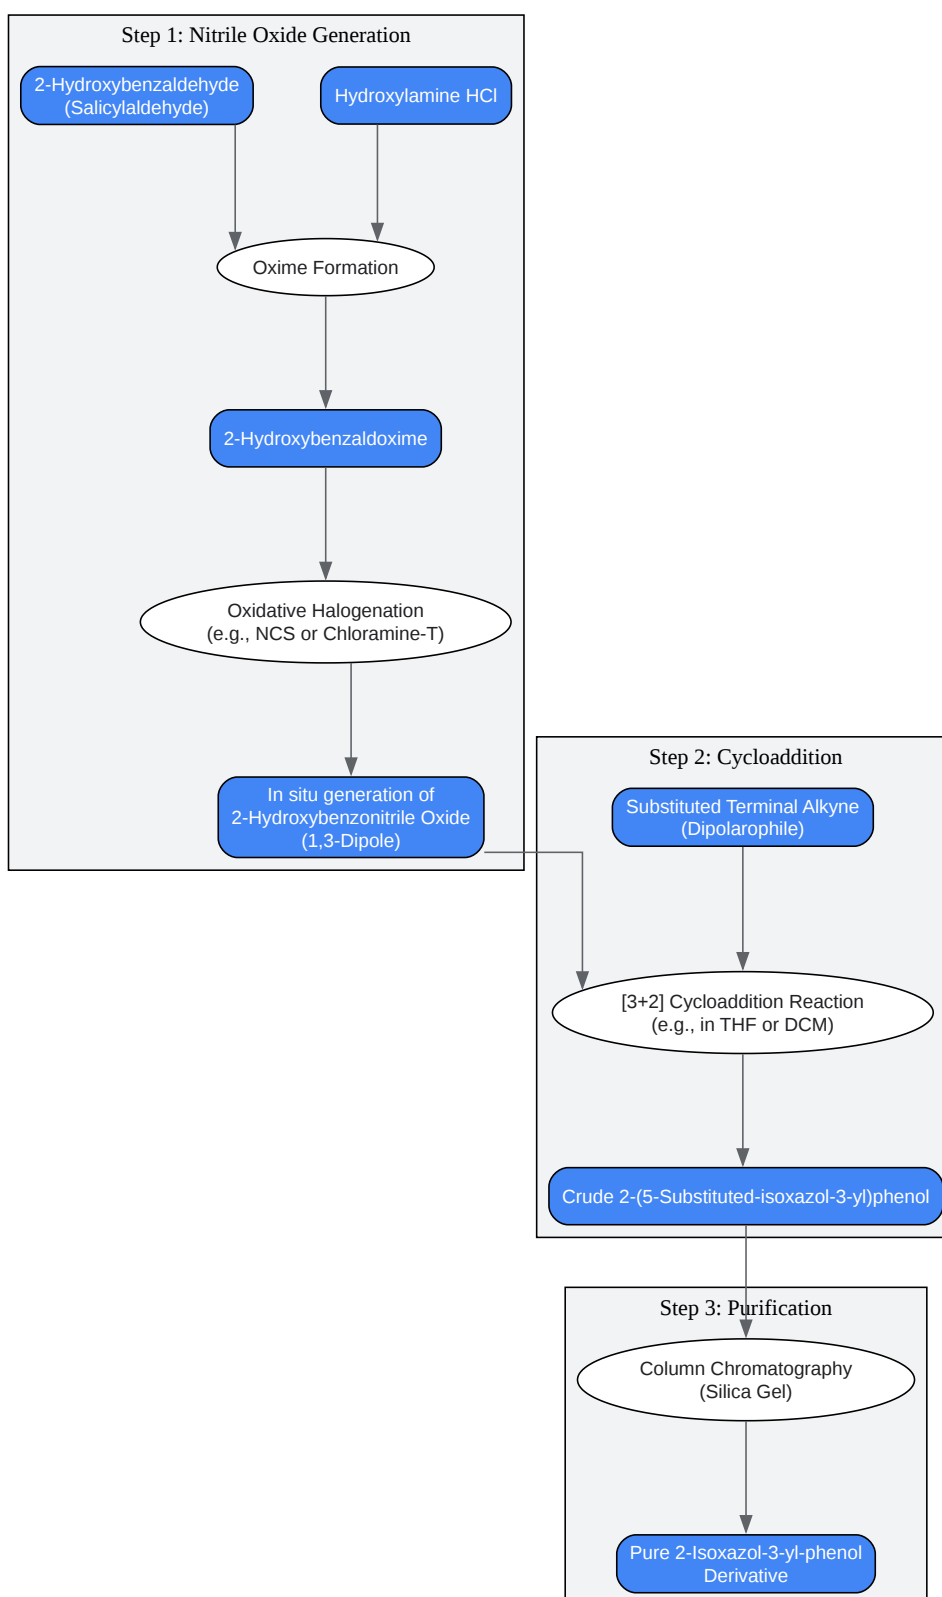 Step 1: Nitrile Oxide Generation
2-Hydroxybenzaldehyde
(Salicylaldehyde)
Hydroxylamine HCl
Oxime Formation
2-Hydroxybenzaldoxime
Oxidative Halogenation
(e.g., NCS or Chloramine-T)
In situ generation of
2-Hydroxybenzonitrile Oxide
(1,3-Dipole)
Step 2: Cycloaddition
Substituted Terminal Alkyne
(Dipolarophile)
[3+2] Cycloaddition Reaction
(e.g., in THF or DCM)
Crude 2-(5-Substituted-isoxazol-3-yl)phenol
Step 3: Purification
Column Chromatography
(Silica Gel)
Pure 2-Isoxazol-3-yl-phenol
Derivative